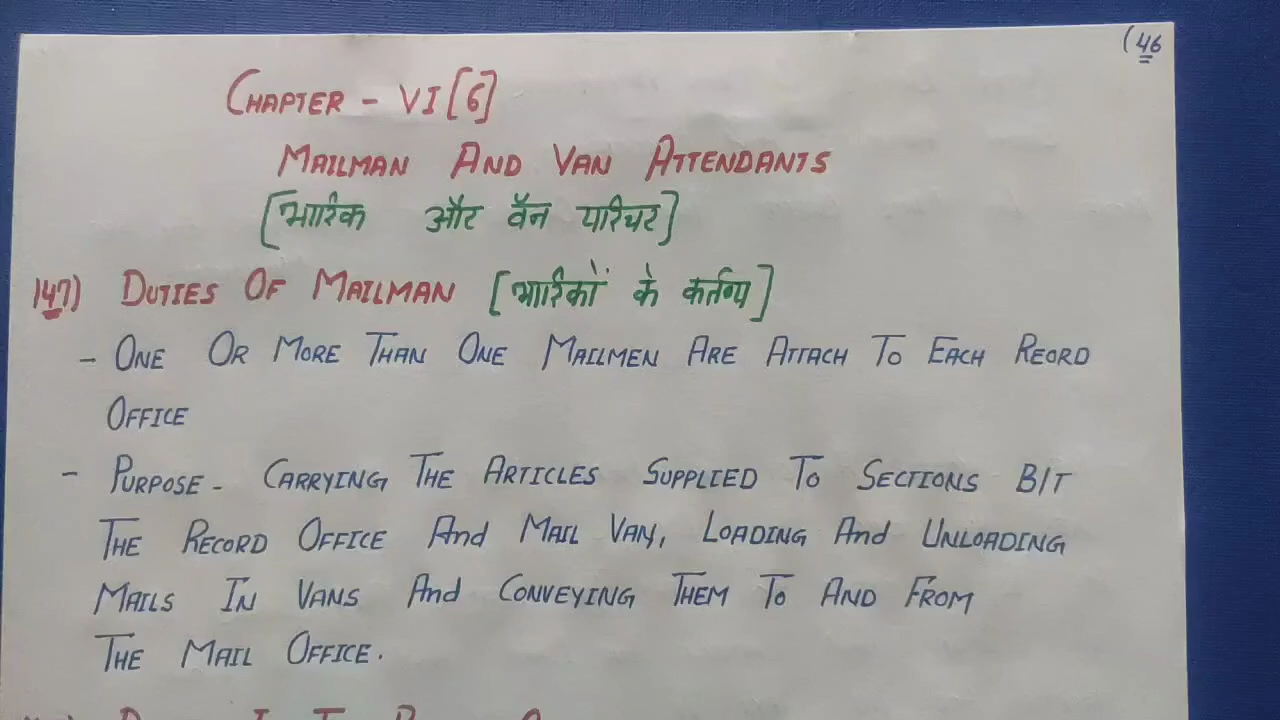 (46
CHAPTER - VI [6]
MAILMAN AND VAN ATTENDANTS
[भारिक और वॅन परिचर]
147) DUTIES OF MAILMAN [भारिकों के कर्तव्य]
- ONE OR MORE THAN ONE MAILMEN ARE ATTACH TO EACH REORD
OFFICE
- PURPOSE - CARRYING THE ARTICLES SUPPLIED TO SECTIONS B/T
THE RECORD OFFICE And MAIL VAN, LOADING And UNLOADING
MAILS IN VANS And CONVEYING THEM TO AND FROM
THE MAIL OFFICE.